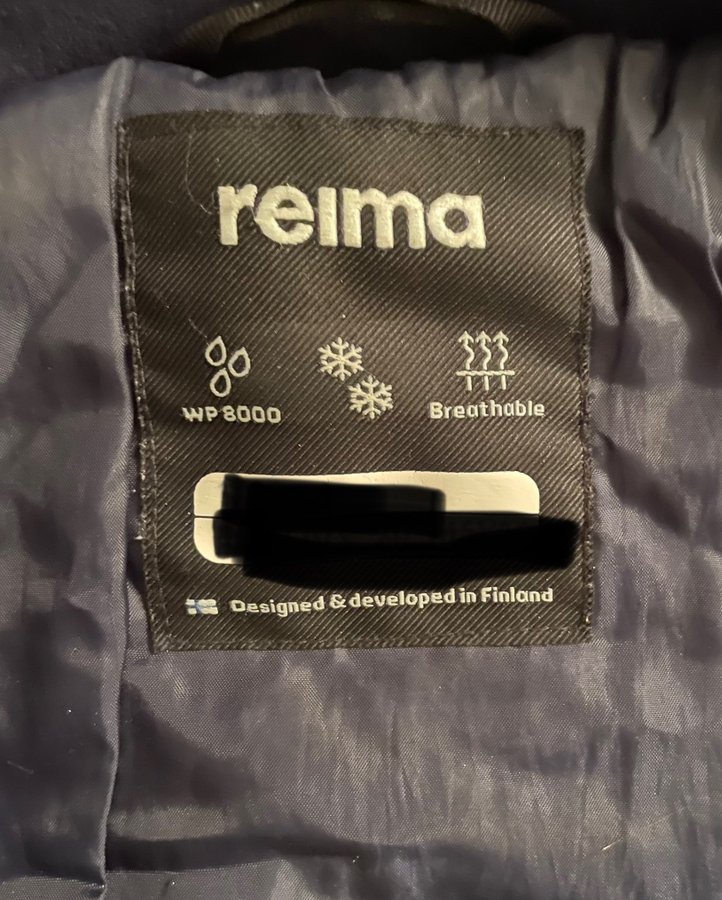 reima
WP 8000
Breathable
Designed & developed in Finland